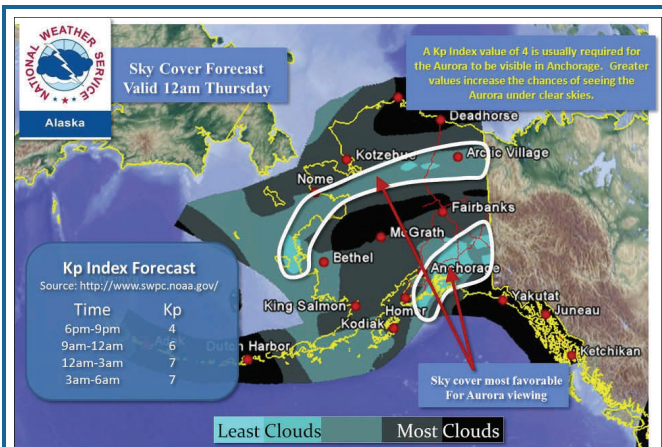 NATIONAL WEATHER SERVICE
Alaska
Sky Cover Forecast
Valid 12am Thursday
A Kp Index value of 4 is usually required for
the Aurora to be visible in Anchorage. Greater
values increase the chances of seeing the
Aurora under clear skies.
Deadhorse
Kotzebue
Arctic Village
Nome
Fairbanks
McGrath
Bethel
Anchorage
King Salmon
Homer
Yakutat
Juneau
Kodiak
Dutch Harbor
Ketchikan
Kp Index Forecast
Source: http://www.swpc.noaa.gov/
Time Kp
6pm-9pm 4
9am-12am 6
12am-3am 7
3am-6am 7
Sky cover most favorable
For Aurora viewing
Least Clouds Most Clouds